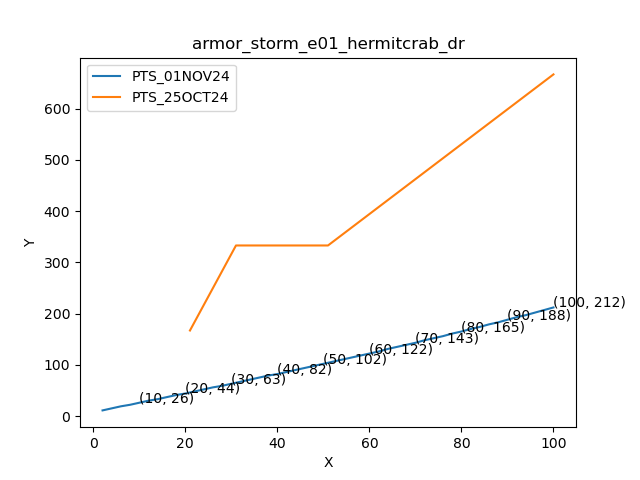 armor_storm_e01_hermitcrab_dr
PTS_01NOV24
PTS_25OCT24
600
500
400
300
200
100
0
Y
(100, 212)
(90, 188)
(80, 165)
(70, 143)
(60, 122)
(50, 102)
(40, 82)
(30, 63)
(20, 44)
(10, 26)
0 20 40 60 80 100
X